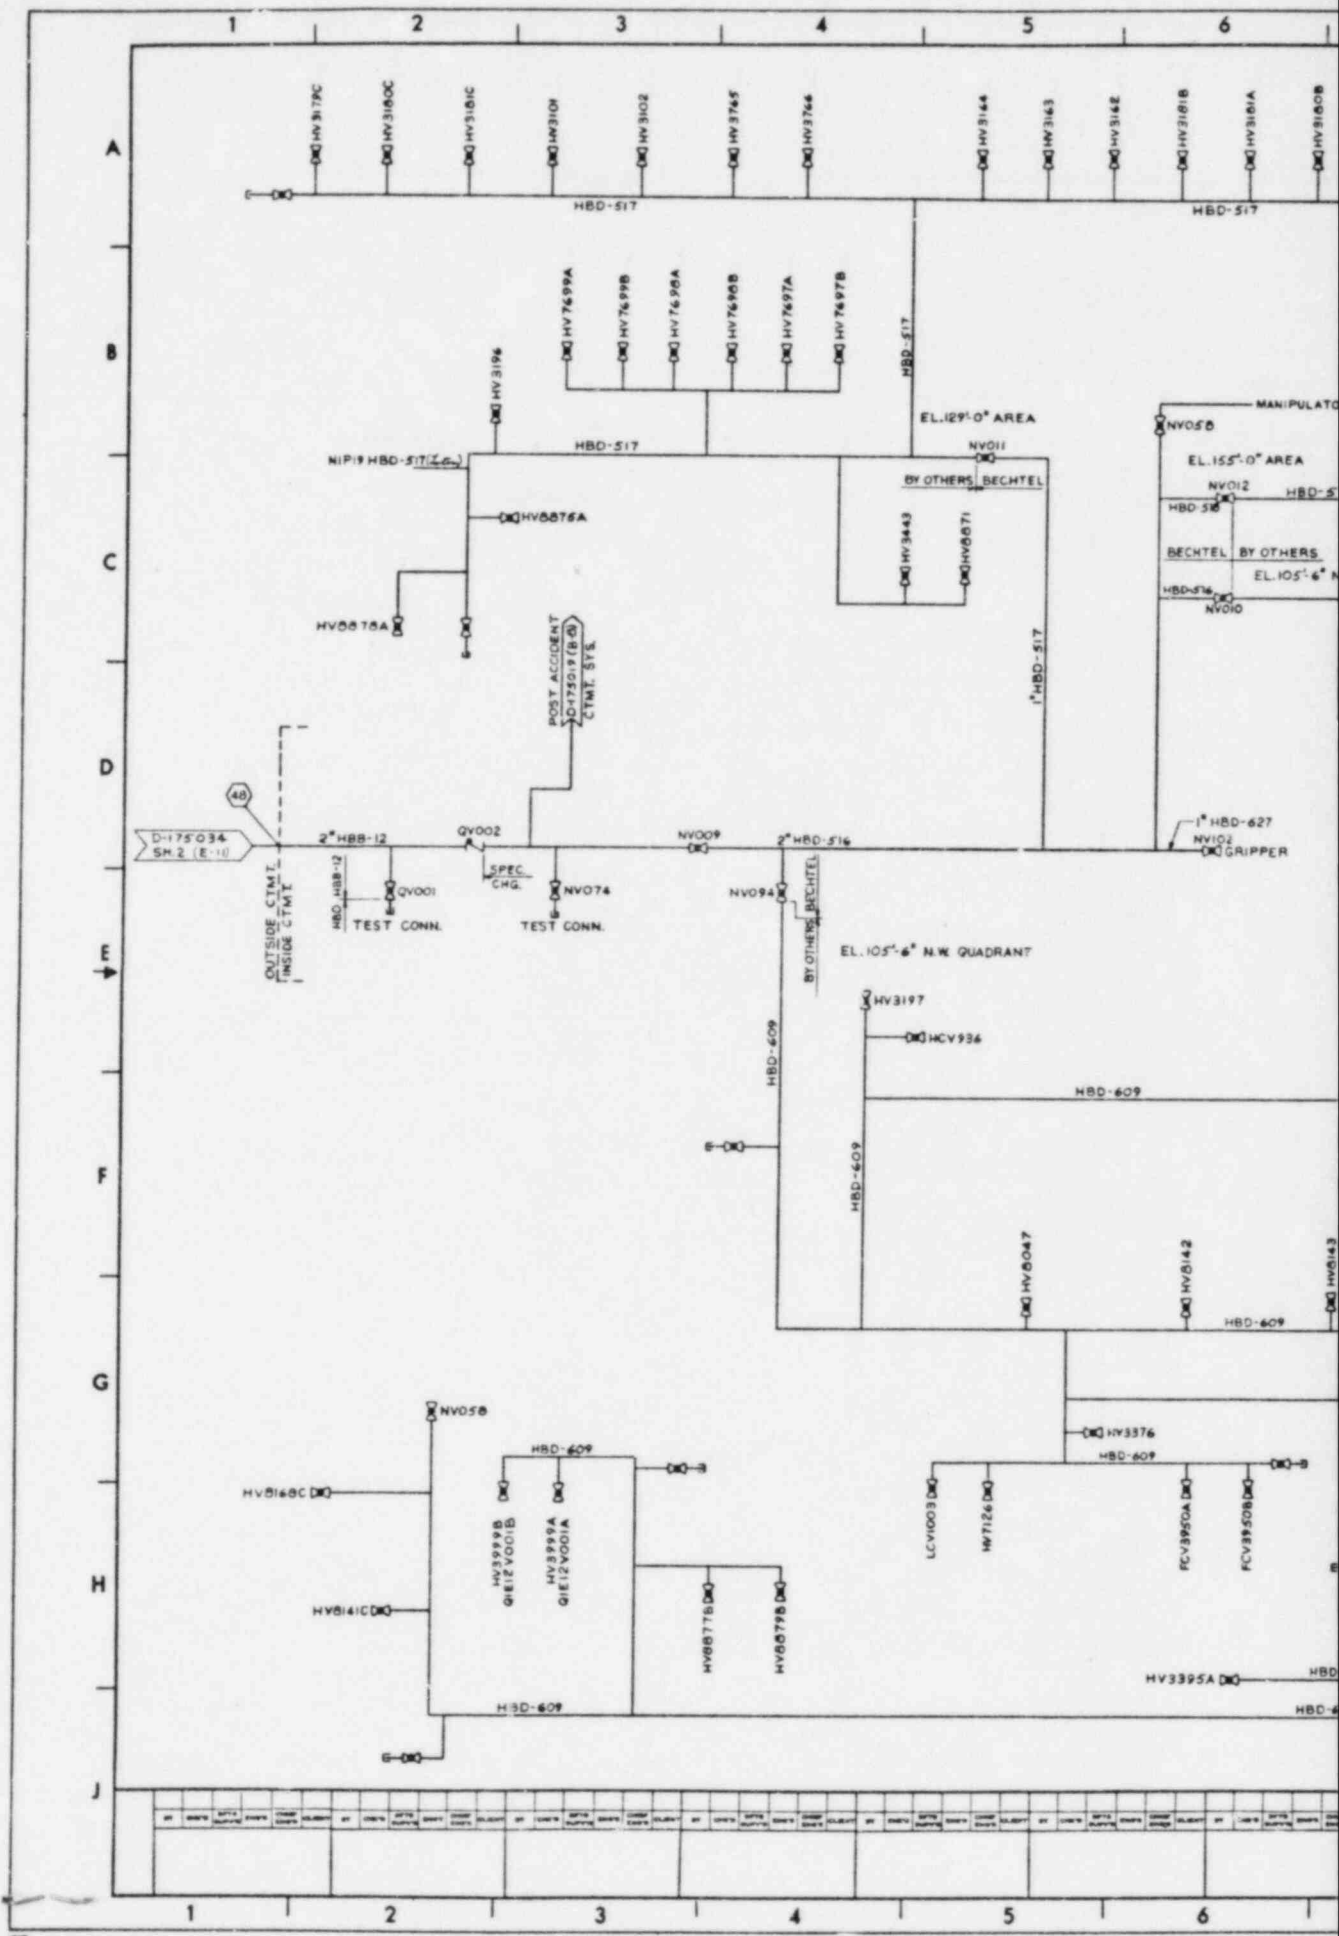 1 2 3 4 5 6
A
HV3179C
HV3180C
HV3181C
HV3101
HV3102
HV3765
HV3766
HV3164
HV3163
HV3162
HV3181B
HV3181A
HV3180B
HBD-517
HBD-517
B
HV3196
HV7699A
HV7699B
HV7698A
HV7698B
HV7697A
HV7697B
HBD-517
EL.129'-0" AREA
MANIPULATO
NV058
HBD-517
NV011
EL.155'-0" AREA
N1P19 HBD-517
BY OTHERS BECHTEL
NV012
HBD-5
HV8876A
C
HV3443
HV8871
BECHTEL BY OTHERS
EL.105'-6" N
NV010
HV8878A
POST ACCIDENT
D-175019 (B-8)
CTMT. SYS.
1" HBD-517
D
48
D-175034
SH.2 (E-11)
2" HBB-12
QV002
NV009
2" HBD-516
1" HBD-627
NV102
GRIPPER
OUTSIDE CTMT.
INSIDE CTMT.
HBD HBB-12
QV001
TEST CONN.
SPEC.
CHG.
NV074
TEST CONN.
NV094
BY OTHERS BECHTEL
E
EL.105'-6" N.W. QUADRANT
HV3197
HCV936
HBD-609
HBD-609
F
HBD-609
HV8047
HV8142
HV8143
HBD-609
G
NV058
HV3376
HBD-609
HBD-609
HV8168C
HV3999B
Q1E12V001B
HV3999A
Q1E12V001A
LCV1003
HV7126
FCV3950A
FCV3950B
H
HV8141C
HV8877B
HV8879B
HV3395A
HBD
HBD-609
HBD-6
J
1 2 3 4 5 6